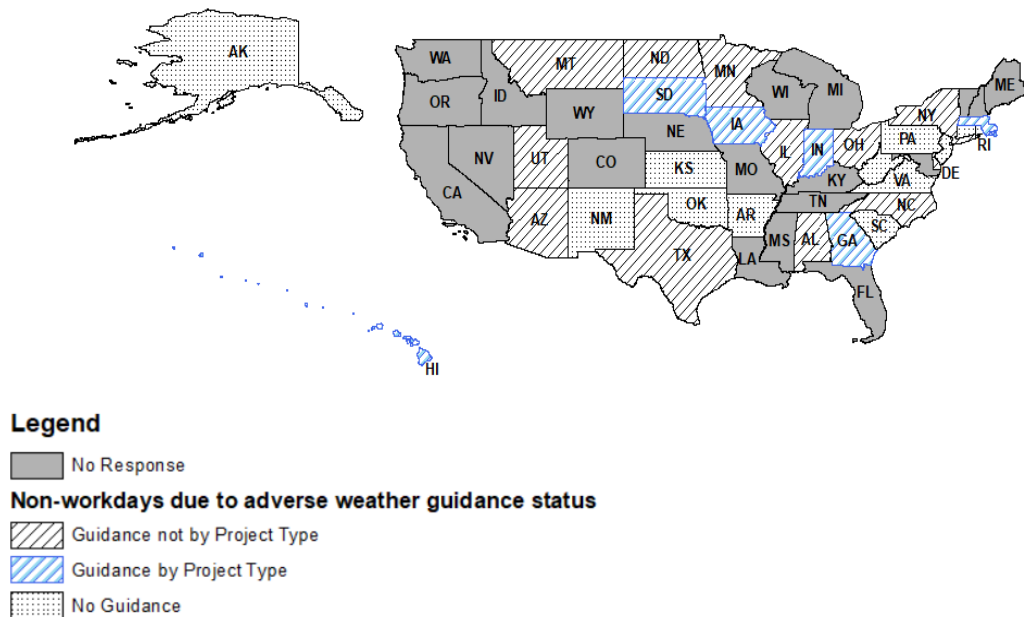 AK
WA
MT
ND
MN
ME
OR
ID
SD
WI
MI
NY
WY
IA
NE
PA
RI
NV
UT
CO
IL
IN
OH
CA
KS
MO
KY
VA
DE
AZ
NM
OK
AR
TN
NC
TX
MS
AL
GA
SC
LA
FL
HI
Legend
No Response
Non-workdays due to adverse weather guidance status
Guidance not by Project Type
Guidance by Project Type
No Guidance